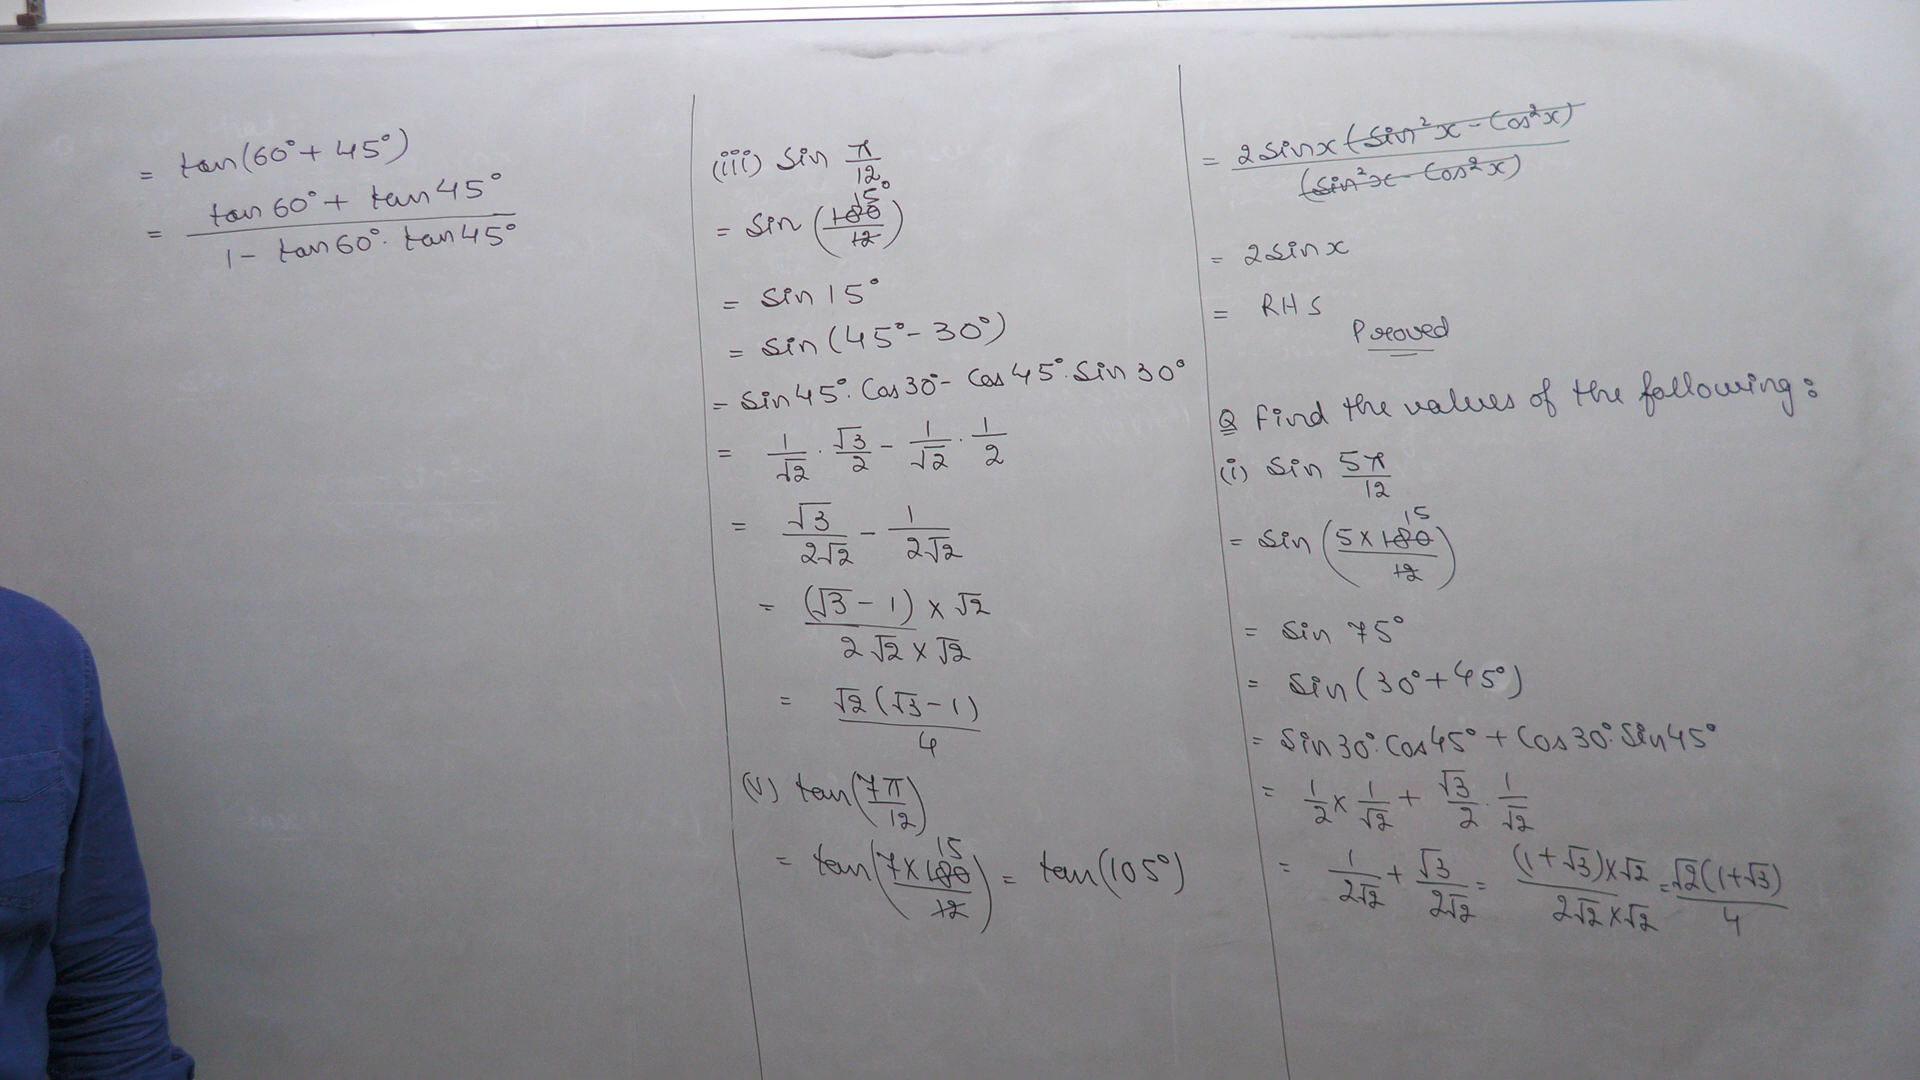 = tan(60° + 45°)
= (tan 60° + tan 45°) / (1 - tan 60° . tan 45°)
(iii) Sin π/12
= Sin (180/12) 15°
= Sin 15°
= Sin (45° - 30°)
= Sin 45° . Cos 30° - Cos 45° . Sin 30°
= 1/√2 . √3/2 - 1/√2 . 1/2
= √3/2√2 - 1/2√2
= (√3 - 1) × √2 / 2√2 × √2
= √2 (√3 - 1) / 4
(v) tan (7π/12)
= tan (7 × 180/12) 15 = tan (105°)
= 2 Sin x (Sin² x - Cos² x) / (Sin² x - Cos² x)
= 2 Sin x
= RHS
Proved
Q Find the values of the following :
(i) Sin 5π/12
= Sin (5 × 180/12) 15
= Sin 75°
= Sin (30° + 45°)
= Sin 30° . Cos 45° + Cos 30° . Sin 45°
= 1/2 × 1/√2 + √3/2 . 1/√2
= 1/2√2 + √3/2√2 = (1 + √3) × √2 / 2√2 × √2 = √2 (1 + √3) / 4